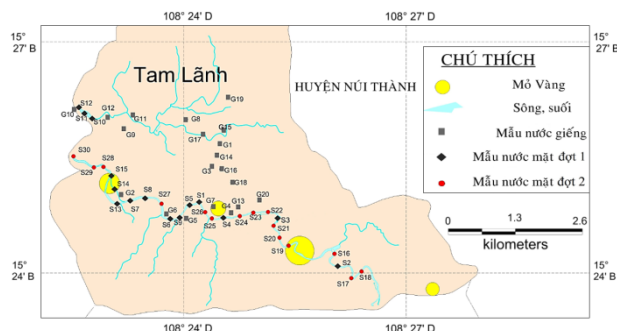 108° 24' Đ
108° 27' Đ
15°
27' B
15°
27' B
Tam Lãnh
HUYỆN NÚI THÀNH
CHÚ THÍCH
Mỏ Vàng
Sông, suối
Mẫu nước giếng
Mẫu nước mặt đợt 1
Mẫu nước mặt đợt 2
0
1.3
2.6
kilometers
S12
G10
S11
S10
G12
G11
G9
G8
G19
G15
G17
G1
G14
G3
G16
G18
S30
S29
S28
S15
S14
G2
S13
S7
S8
S27
G6
S6
S9
G5
S5
S1
S26
G7
G4
S25
S4
G13
S24
G20
S23
S22
S3
S21
S20
S19
S16
S2
S17
S18
15°
24' B
15°
24' B
108° 24' Đ
108° 27' Đ